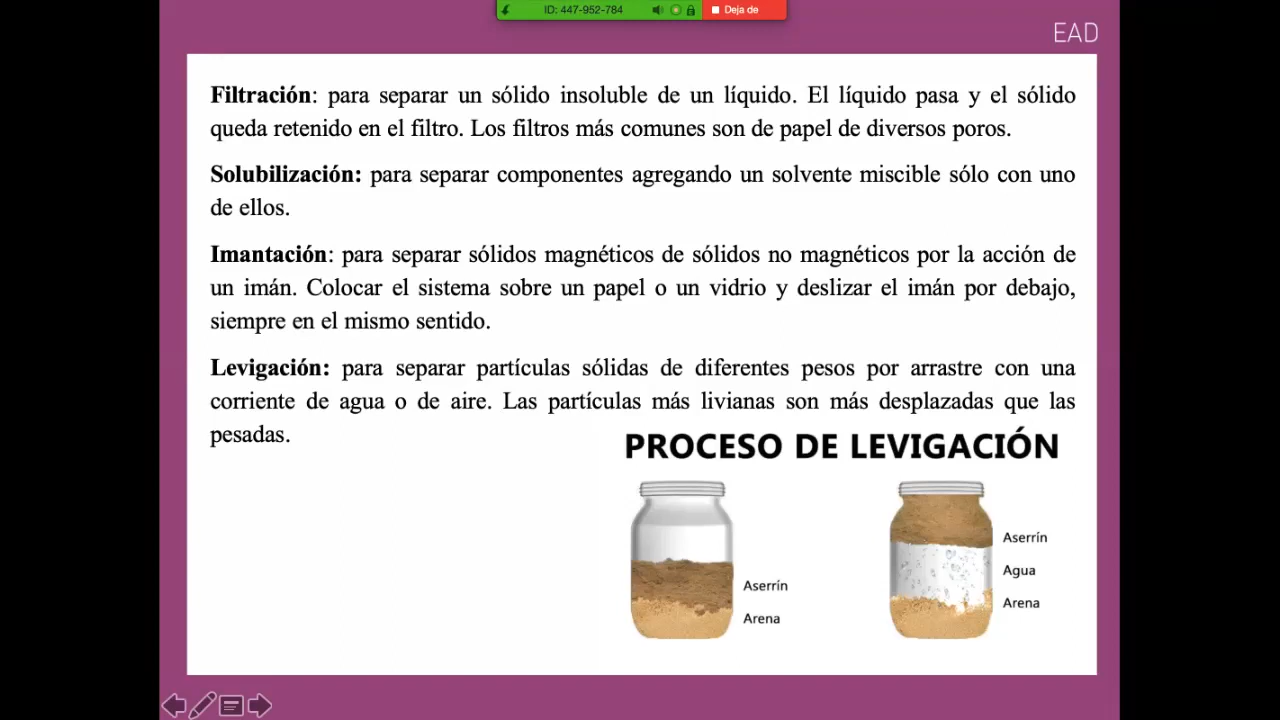 ID: 447-952-784
Deja de
EAD
Filtración: para separar un sólido insoluble de un líquido. El líquido pasa y el sólido
queda retenido en el filtro. Los filtros más comunes son de papel de diversos poros.
Solubilización: para separar componentes agregando un solvente miscible sólo con uno
de ellos.
Imantación: para separar sólidos magnéticos de sólidos no magnéticos por la acción de
un imán. Colocar el sistema sobre un papel o un vidrio y deslizar el imán por debajo,
siempre en el mismo sentido.
Levigación: para separar partículas sólidas de diferentes pesos por arrastre con una
corriente de agua o de aire. Las partículas más livianas son más desplazadas que las
pesadas.
PROCESO DE LEVIGACIÓN
Aserrín
Arena
Aserrín
Agua
Arena